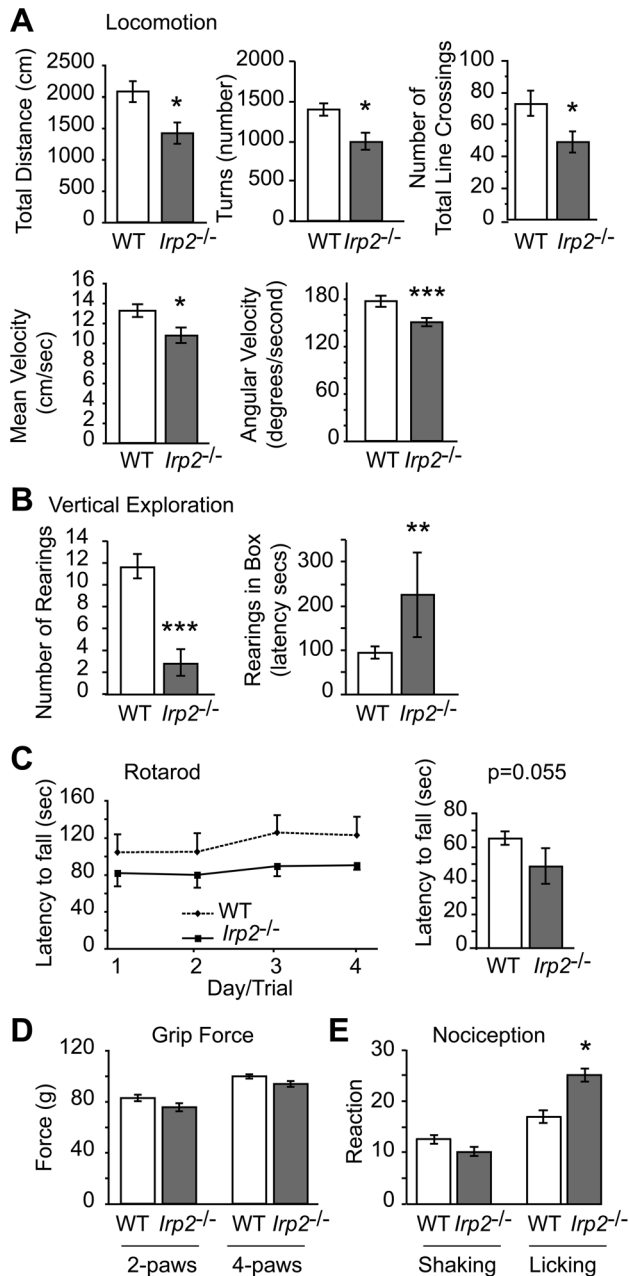 A Locomotion
Total Distance (cm)
2500
2000
1500
1000
500
0
*
WT Irp2-/-
Turns (number)
2000
1500
1000
500
0
*
WT Irp2-/-
Number of
Total Line Crossings
100
80
60
40
20
0
*
WT Irp2-/-
Mean Velocity
(cm/sec)
16
14
12
10
8
6
4
2
0
*
WT Irp2-/-
Angular Velocity
(degrees/second)
180
120
60
0
***
WT Irp2-/-
B Vertical Exploration
Number of Rearings
14
12
10
8
6
4
2
0
***
WT Irp2-/-
Rearings in Box
(latency secs)
300
200
100
0
**
WT Irp2-/-
C Rotarod
Latency to fall (sec)
160
120
80
40
0
WT
Irp2-/-
1 2 3 4
Day/Trial
p=0.055
Latency to fall (sec)
80
60
40
20
0
WT Irp2-/-
D Grip Force
Force (g)
120
80
40
0
WT Irp2-/- WT Irp2-/-
2-paws 4-paws
E Nociception
Reaction
30
20
10
0
*
WT Irp2-/- WT Irp2-/-
Shaking Licking